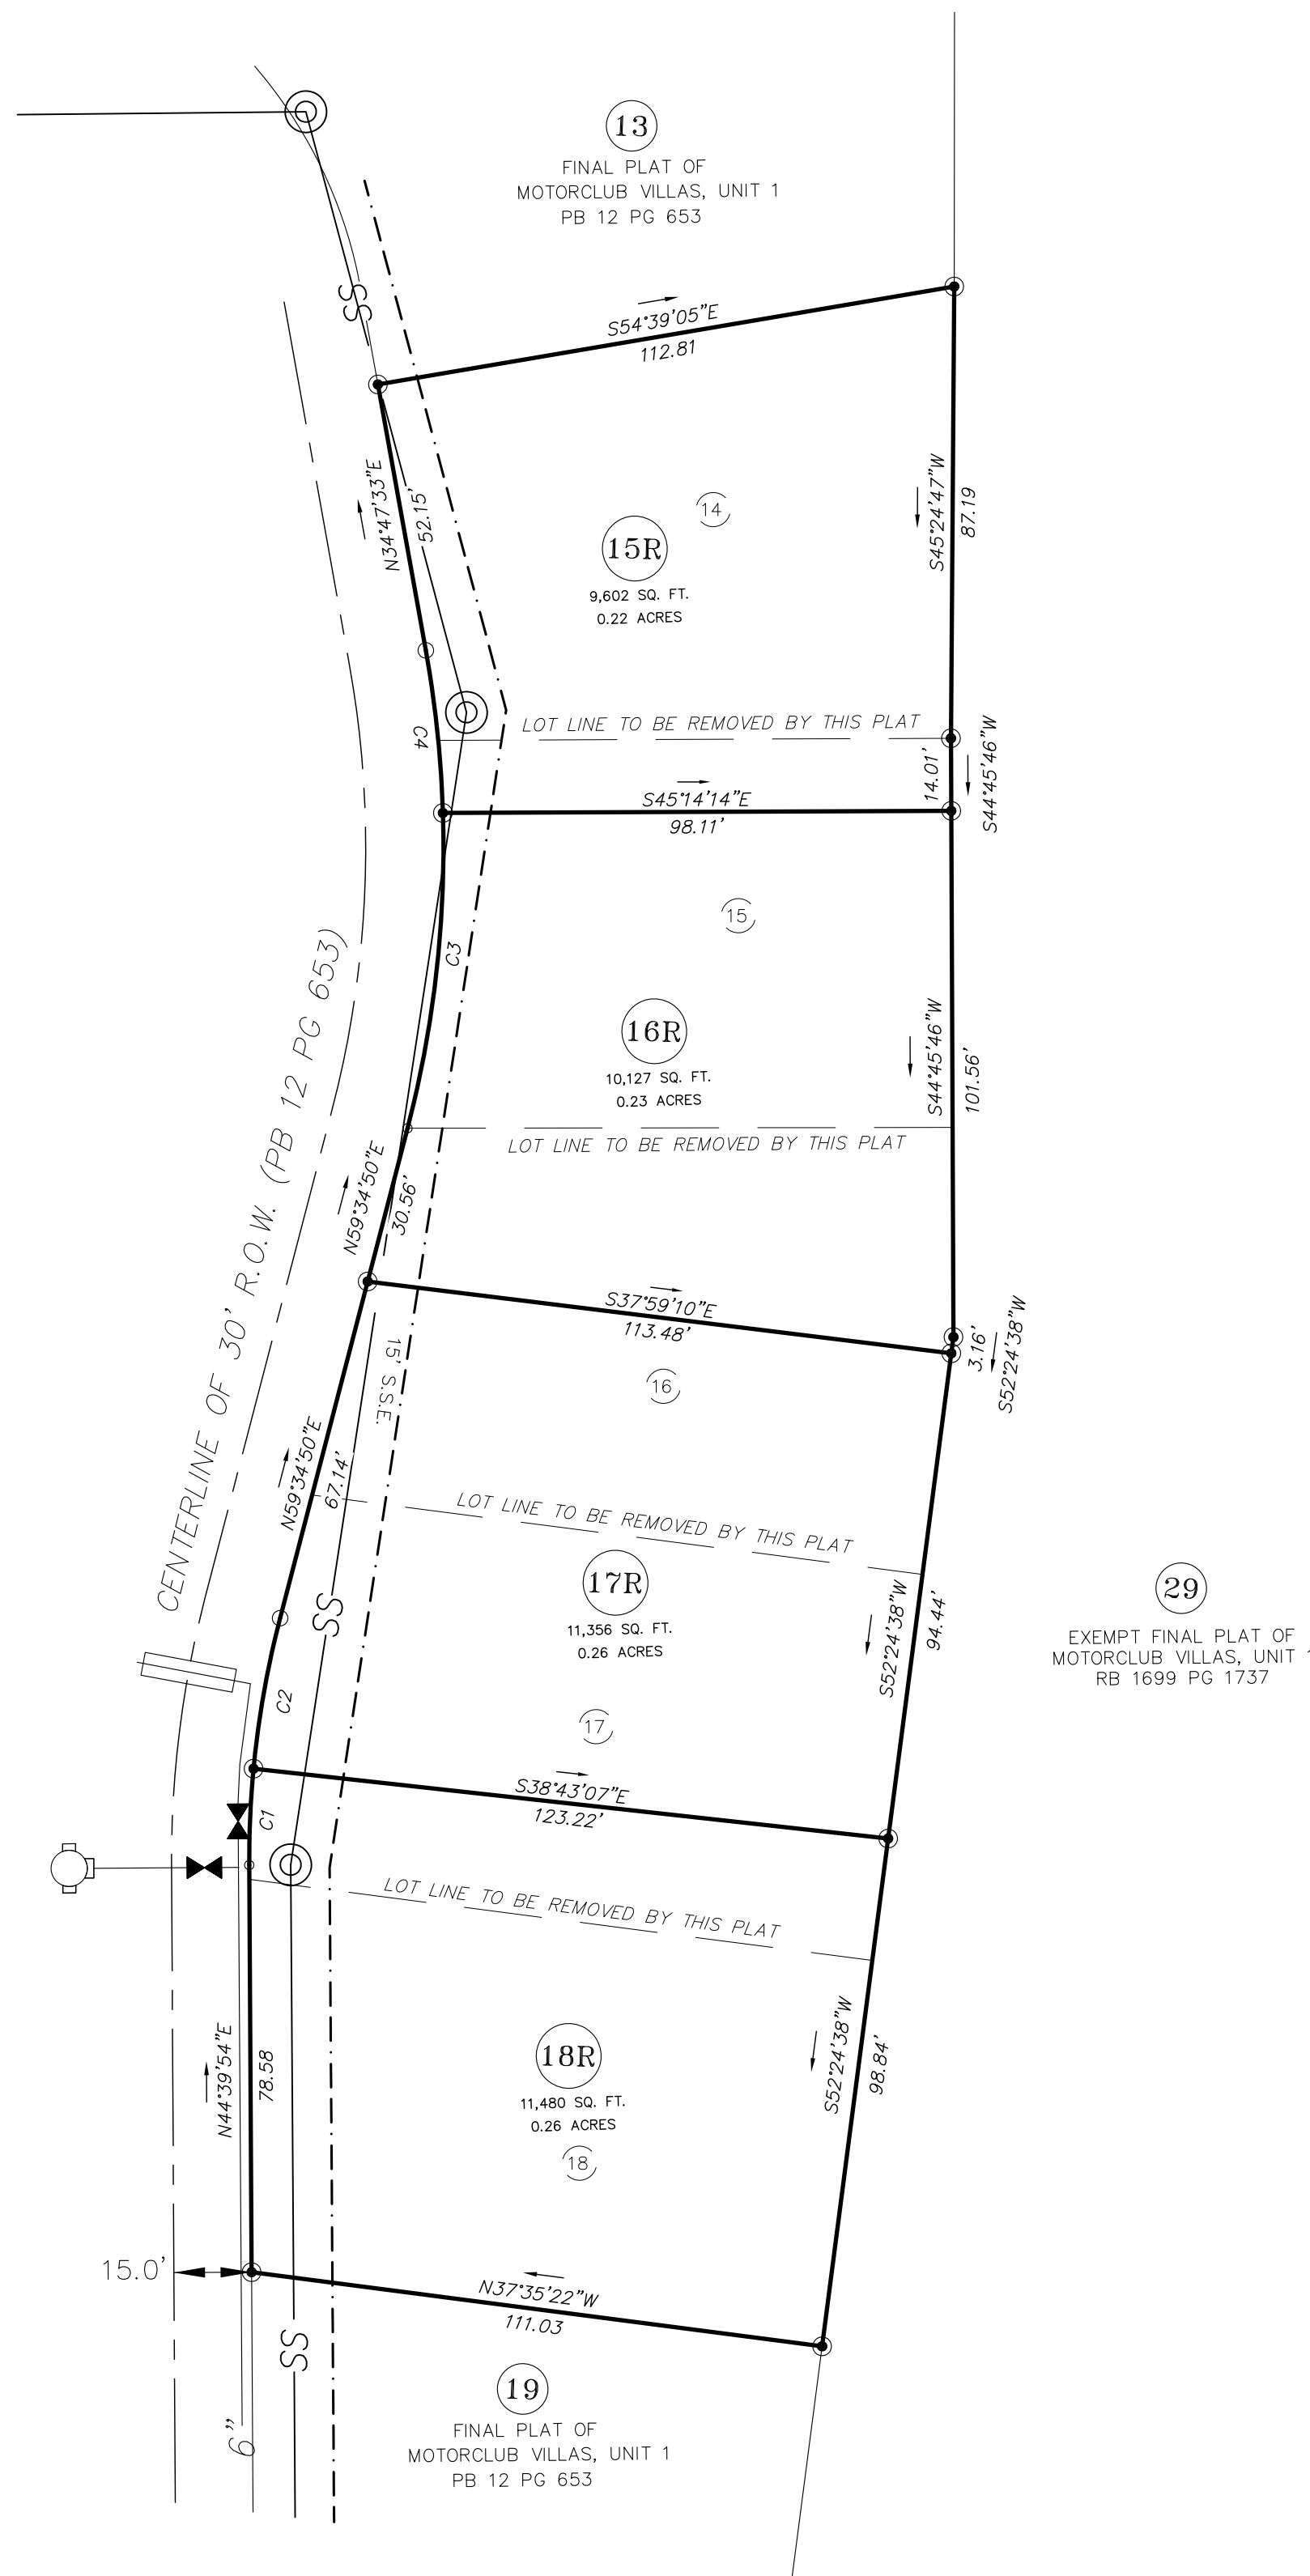 13
FINAL PLAT OF
MOTORCLUB VILLAS, UNIT 1
PB 12 PG 653
SS
S54°39'05"E
112.81
N34°47'33"E
52.15'
14
S45°24'47"W
87.19
15R
9,602 SQ. FT.
0.22 ACRES
LOT LINE TO BE REMOVED BY THIS PLAT
C4
14.01'
S44°45'46"W
S45°14'14"E
98.11'
15
C3
CENTERLINE OF 30' R.O.W. (PB 12 PG 653)
16R
10,127 SQ. FT.
0.23 ACRES
S44°45'46"W
101.56'
LOT LINE TO BE REMOVED BY THIS PLAT
N59°34'50"E
30.56'
S37°59'10"E
113.48'
3.16'
S52°24'38"W
15' S.S.E.
16
N59°34'50"E
67.14'
LOT LINE TO BE REMOVED BY THIS PLAT
SS
17R
11,356 SQ. FT.
0.26 ACRES
S52°24'38"W
94.44'
29
EXEMPT FINAL PLAT OF
MOTORCLUB VILLAS, UNIT 1
RB 1699 PG 1737
C2
17
S38°43'07"E
123.22'
C1
LOT LINE TO BE REMOVED BY THIS PLAT
N44°39'54"E
78.58
18R
11,480 SQ. FT.
0.26 ACRES
18
S52°24'38"W
98.84'
15.0'
N37°35'22"W
111.03
SS
6"
19
FINAL PLAT OF
MOTORCLUB VILLAS, UNIT 1
PB 12 PG 653